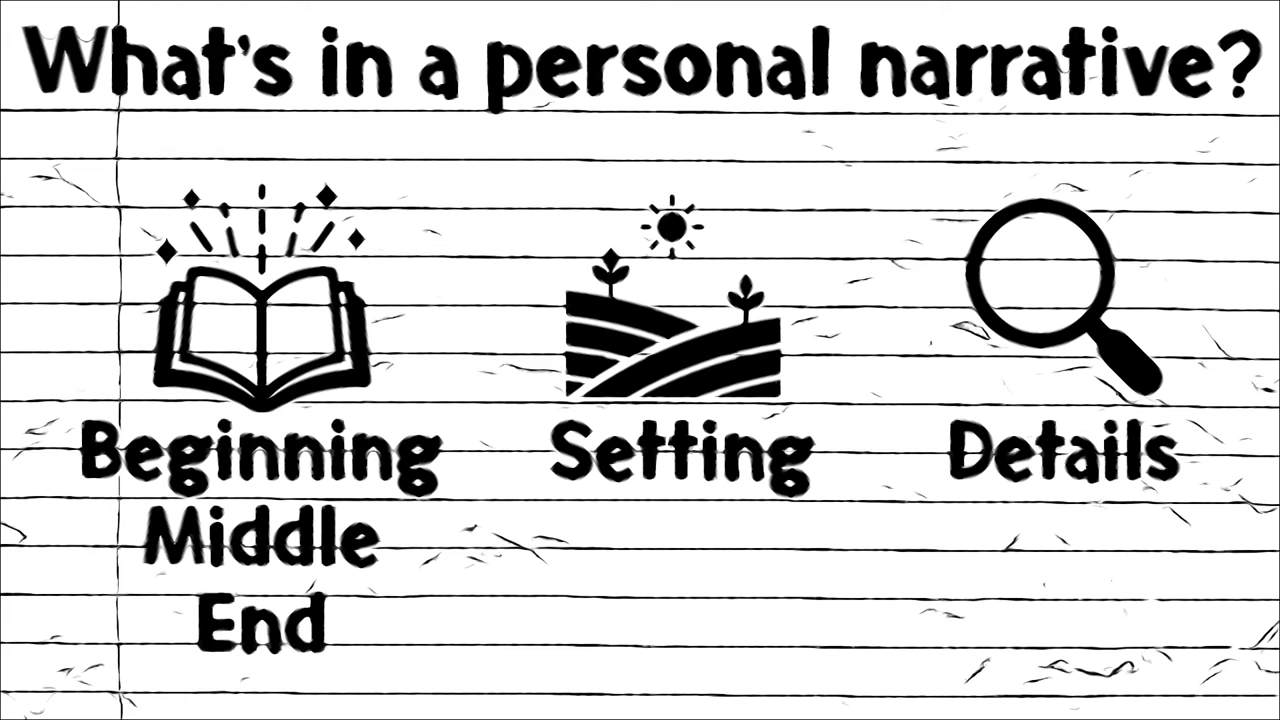 What's in a personal narrative?
Beginning
Middle
End
Setting
Details